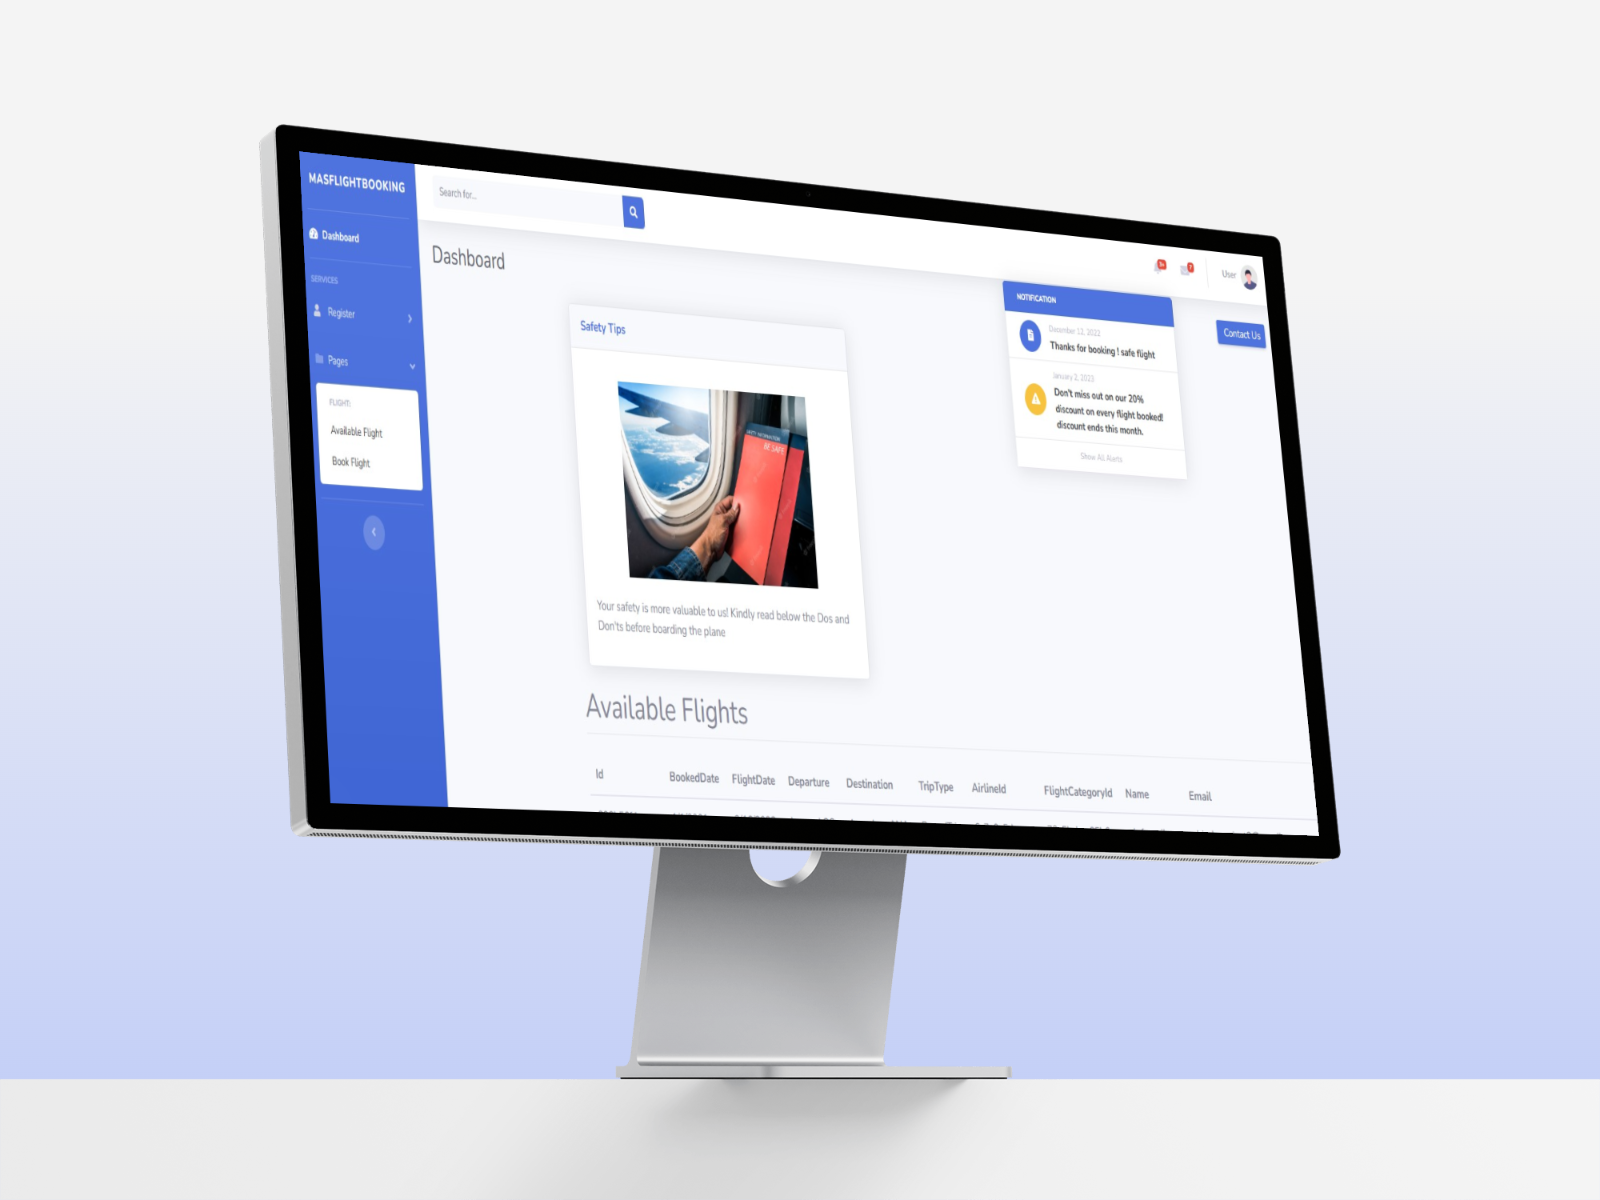 MASFLIGHTBOOKING
Dashboard
SERVICES
Register
Pages
FLIGHT:
Available Flight
Book Flight
Search for...
User
Dashboard
Contact Us
Safety Tips
BE SAFE
Your safety is more valuable to us! Kindly read below the Dos and
Don'ts before boarding the plane
NOTIFICATION
December 12, 2022
Thanks for booking ! safe flight
January 2, 2023
Don't miss out on our 20%
discount on every flight booked!
discount ends this month.
Show All Alerts
Available Flights
Id BookedDate FlightDate Departure Destination TripType AirlineId FlightCategoryId Name Email